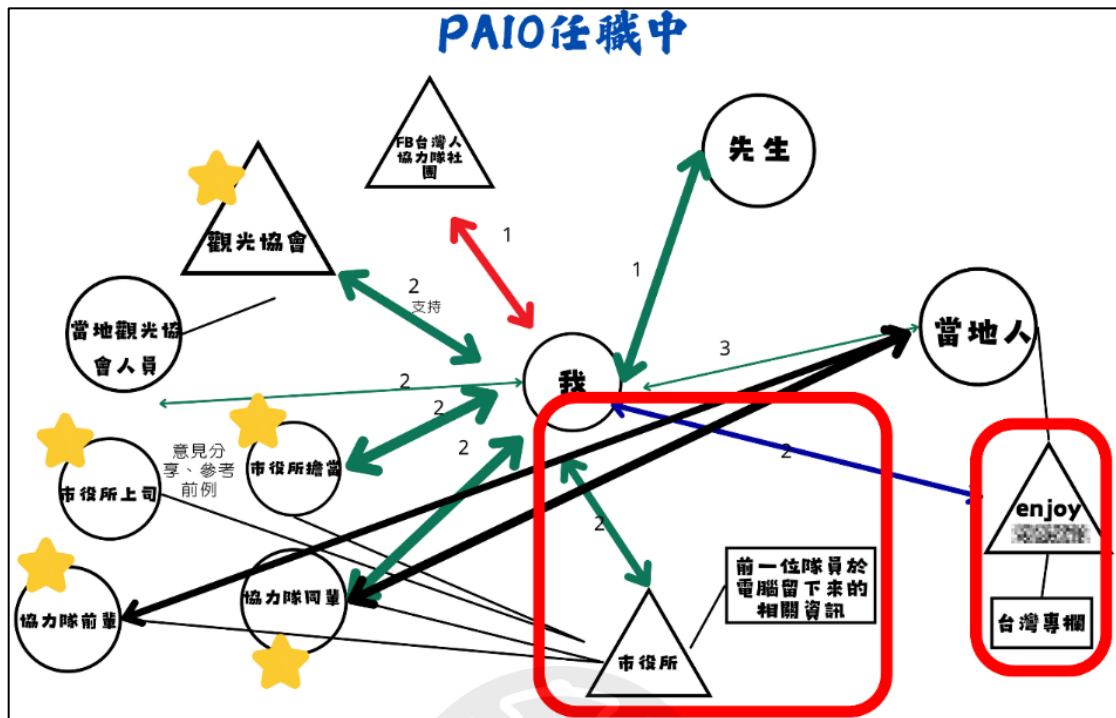 PAIO任職中
FB台灣人
協力隊社
團
先生
觀光協會
1
1
2
支持
當地觀光協
會人員
當地人
3
我
2
2
2
2
意見分
享、參考
前例
市役所擔當
市役所上司
enjoy
2
前一位隊員於
電腦留下來的
相關資訊
協力隊同輩
協力隊前輩
台灣專欄
市役所